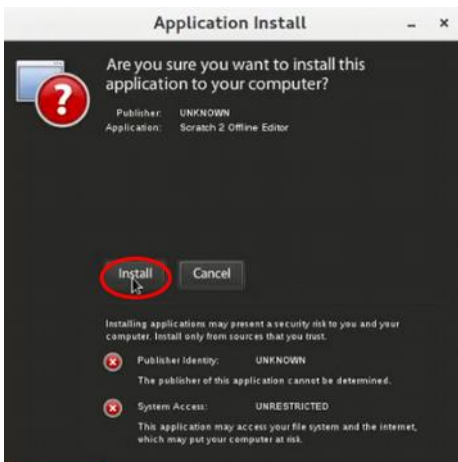 Application Install
Are you sure you want to install this
application to your computer?
Publisher: UNKNOWN
Application: Scratch 2 Offline Editor
Install Cancel
Installing applications may present a security risk to you and your
computer. Install only from sources that you trust.
Publisher Identity: UNKNOWN
The publisher of this application cannot be determined.
System Access: UNRESTRICTED
This application may access your file system and the internet,
which may put your computer at risk.